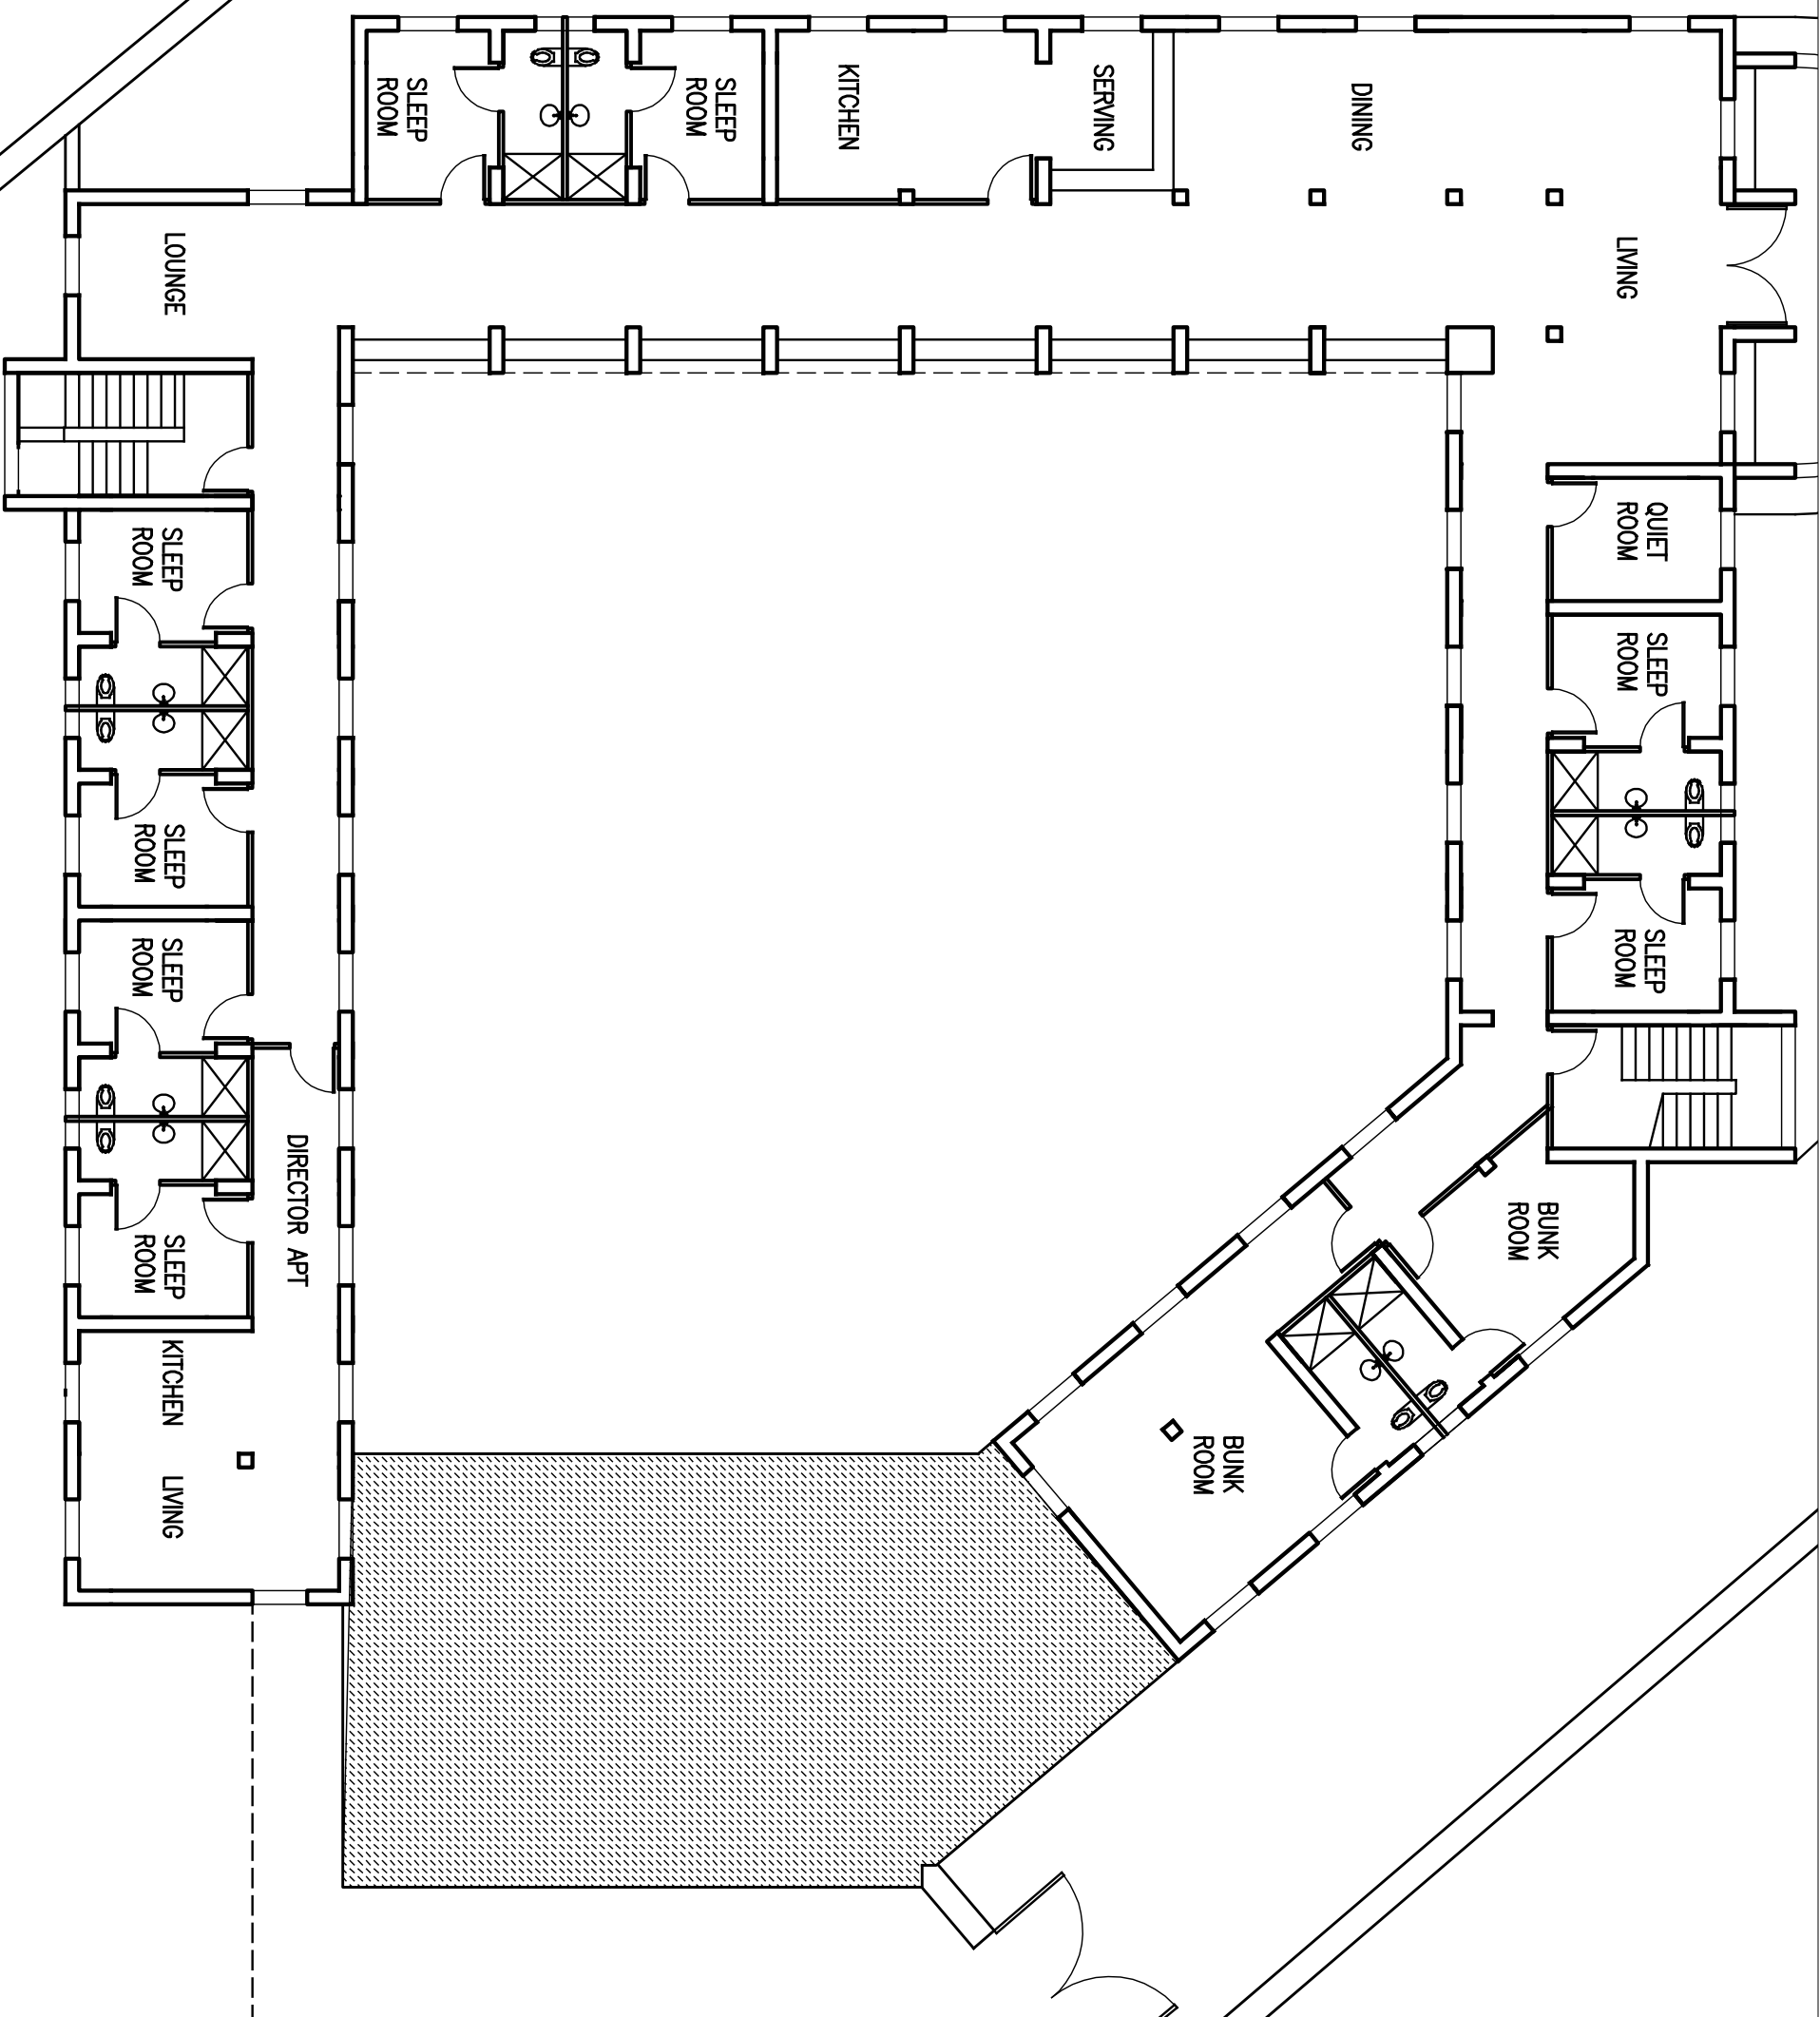 SLEEP
ROOM
SLEEP
ROOM
KITCHEN
SERVING
DINING
LOUNGE
LIVING
QUIET
ROOM
SLEEP
ROOM
SLEEP
ROOM
SLEEP
ROOM
SLEEP
ROOM
SLEEP
ROOM
SLEEP
ROOM
DIRECTOR APT
BUNK
ROOM
BUNK
ROOM
KITCHEN
LIVING